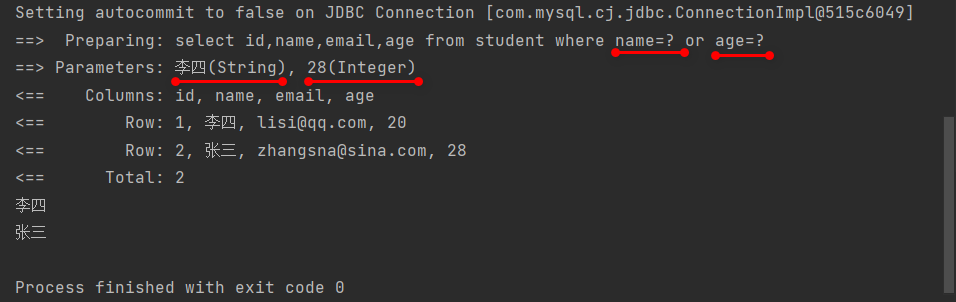 Setting autocommit to false on JDBC Connection [com.mysql.cj.jdbc.ConnectionImpl@515c6049]
==>  Preparing: select id,name,email,age from student where name=? or age=?
==> Parameters: 李四(String), 28(Integer)
<==    Columns: id, name, email, age
<==        Row: 1, 李四, lisi@qq.com, 20
<==        Row: 2, 张三, zhangsna@sina.com, 28
<==      Total: 2
李四
张三
Process finished with exit code 0